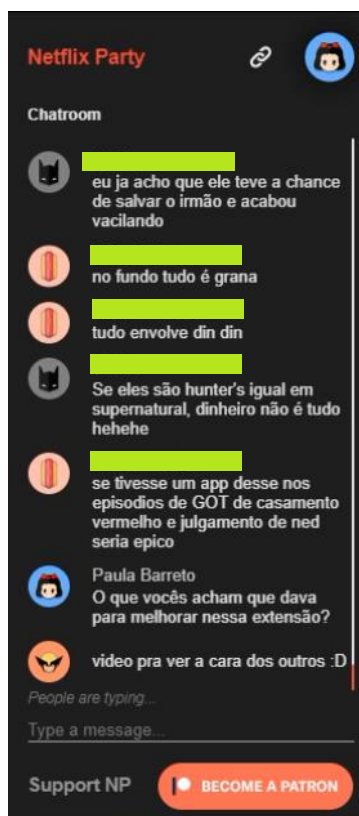 Netflix Party
Chatroom
eu ja acho que ele teve a chance
de salvar o irmão e acabou
vacilando
no fundo tudo é grana
tudo envolve din din
Se eles são hunter's igual em
supernatural, dinheiro não é tudo
hehehe
se tivesse um app desse nos
episodios de GOT de casamento
vermelho e julgamento de ned
seria epico
Paula Barreto
O que vocês acham que dava
para melhorar nessa extensão?
video pra ver a cara dos outros :D
People are typing...
Type a message...
Support NP
BECOME A PATRON